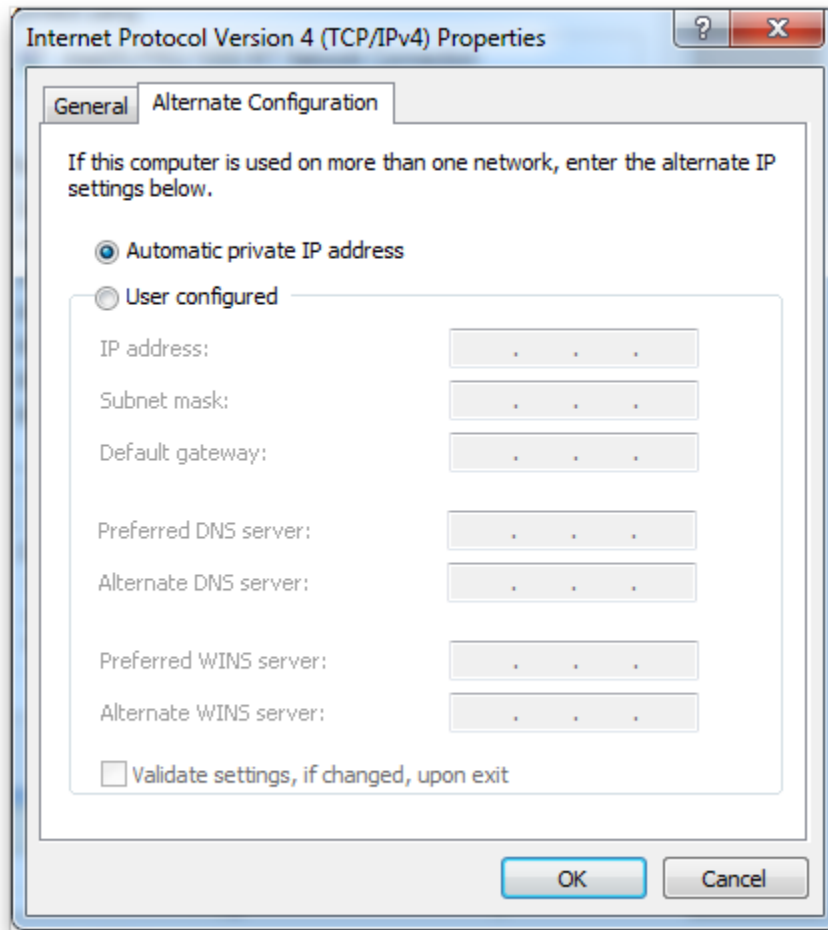 Internet Protocol Version 4 (TCP/IPv4) Properties
General
Alternate Configuration
If this computer is used on more than one network, enter the alternate IP
settings below.
Automatic private IP address
User configured
IP address:
Subnet mask:
Default gateway:
Preferred DNS server:
Alternate DNS server:
Preferred WINS server:
Alternate WINS server:
Validate settings, if changed, upon exit
OK
Cancel